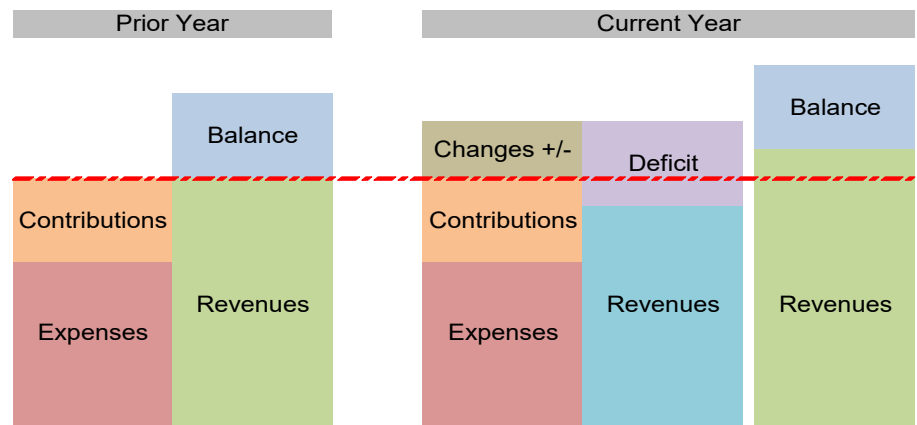 Prior Year
Current Year
Balance
Contributions
Revenues
Expenses
Changes +/-
Deficit
Balance
Contributions
Revenues
Revenues
Expenses